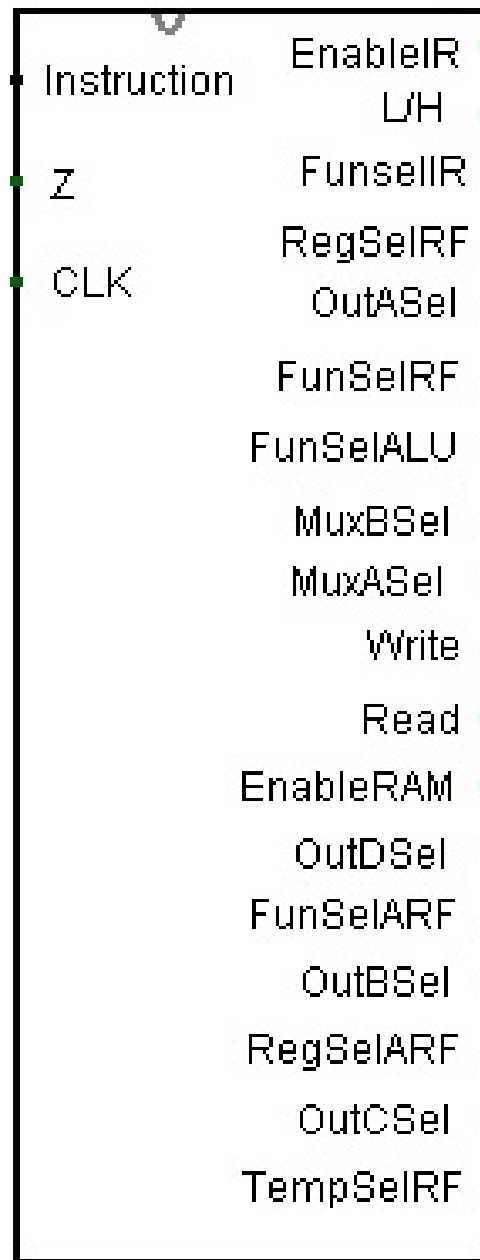 Instruction
Z
CLK
EnableIR
L/H
FunselIR
RegSelRF
OutASel
FunSelRF
FunSelALU
MuxBSel
MuxASel
Write
Read
EnableRAM
OutDSel
FunSelARF
OutBSel
RegSelARF
OutCSel
TempSelRF